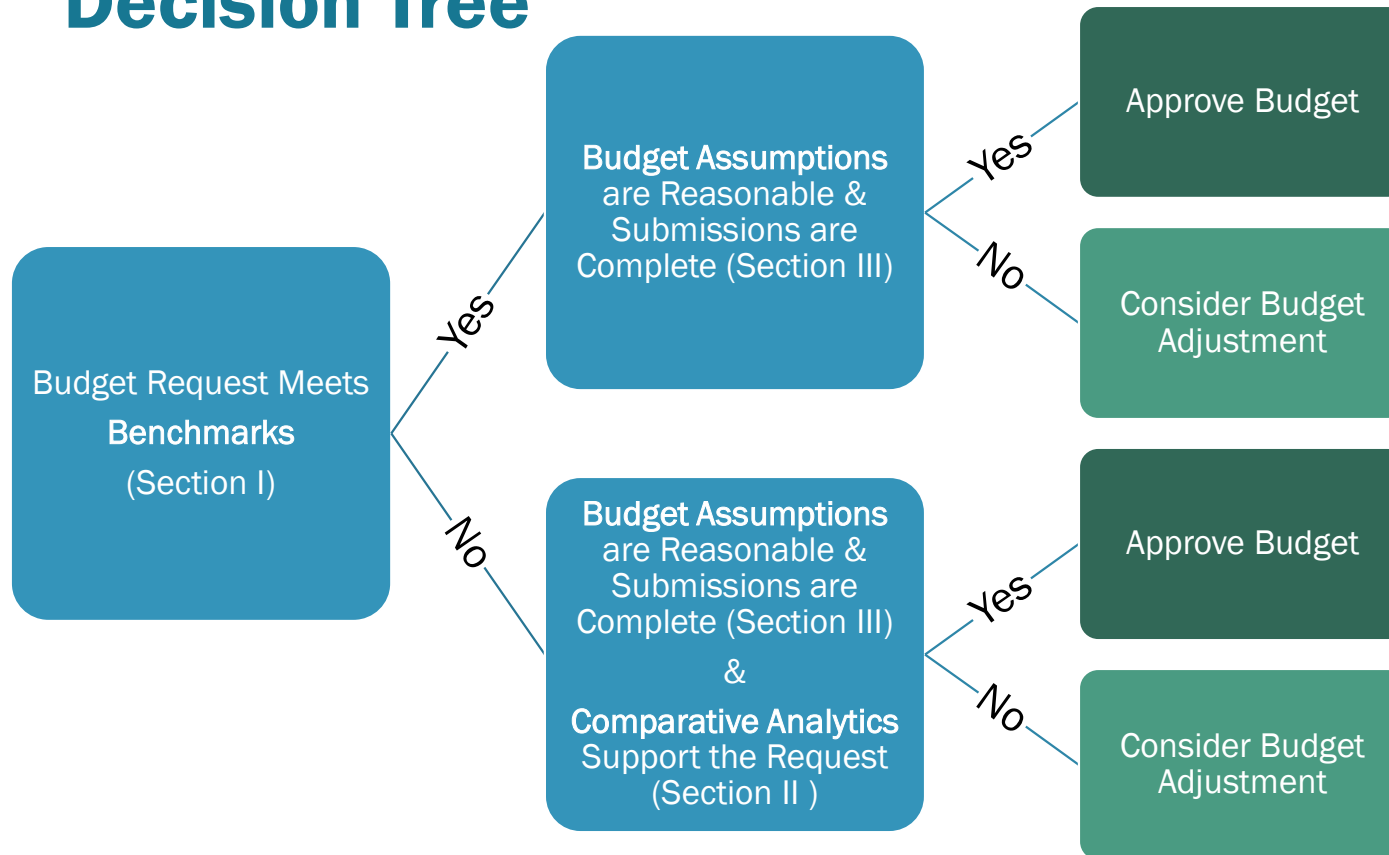 Decision Tree
Budget Request Meets
Benchmarks
(Section I)
Yes
No
Budget Assumptions
are Reasonable &
Submissions are
Complete (Section III)
Yes
No
Approve Budget
Consider Budget
Adjustment
Budget Assumptions
are Reasonable &
Submissions are
Complete (Section III)
&
Comparative Analytics
Support the Request
(Section II )
Yes
No
Approve Budget
Consider Budget
Adjustment